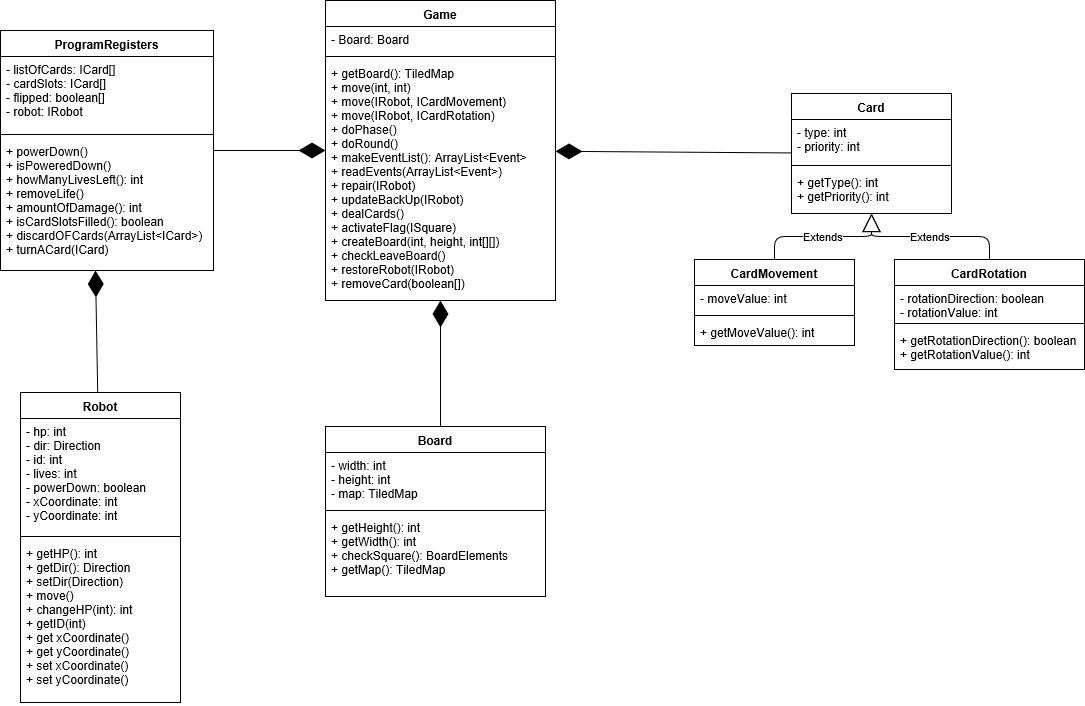 Game
- Board: Board
+ getBoard(): TiledMap
+ move(int, int)
+ move(IRobot, ICardMovement)
+ move(IRobot, ICardRotation)
+ doPhase()
+ doRound()
+ makeEventList(): ArrayList<Event>
+ readEvents(ArrayList<Event>)
+ repair(IRobot)
+ updateBackUp(IRobot)
+ dealCards()
+ activateFlag(ISquare)
+ createBoard(int, height, int[][])
+ checkLeaveBoard()
+ restoreRobot(IRobot)
+ removeCard(boolean[])
ProgramRegisters
- listOfCards: ICard[]
- cardSlots: ICard[]
- flipped: boolean[]
- robot: IRobot
+ powerDown()
+ isPoweredDown()
+ howManyLivesLeft(): int
+ removeLife()
+ amountOfDamage(): int
+ isCardSlotsFilled(): boolean
+ discardOFCards(ArrayList<ICard>)
+ turnACard(ICard)
Card
- type: int
- priority: int
+ getType(): int
+ getPriority(): int
Extends
Extends
CardMovement
- moveValue: int
+ getMoveValue(): int
CardRotation
- rotationDirection: boolean
- rotationValue: int
+ getRotationDirection(): boolean
+ getRotationValue(): int
Robot
- hp: int
- dir: Direction
- id: int
- lives: int
- powerDown: boolean
- xCoordinate: int
- yCoordinate: int
+ getHP(): int
+ getDir(): Direction
+ setDir(Direction)
+ move()
+ changeHP(int): int
+ getID(int)
+ get xCoordinate()
+ get yCoordinate()
+ set xCoordinate()
+ set yCoordinate()
Board
- width: int
- height: int
- map: TiledMap
+ getHeight(): int
+ getWidth(): int
+ checkSquare(): BoardElements
+ getMap(): TiledMap